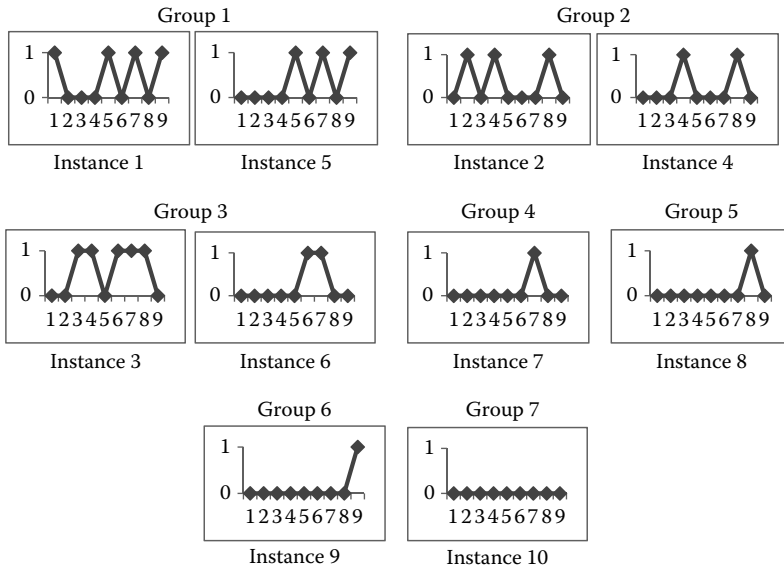 Group 1 Group 2
1 1 1 1
0 0 0 0
123456789 123456789 123456789 123456789
Instance 1 Instance 5 Instance 2 Instance 4
Group 3 Group 4 Group 5
1 1 1 1
0 0 0 0
123456789 123456789 123456789 123456789
Instance 3 Instance 6 Instance 7 Instance 8
Group 6 Group 7
1 1
0 0
123456789 123456789
Instance 9 Instance 10